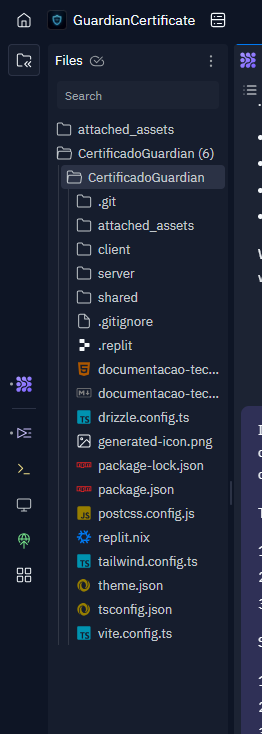 GuardianCertificate
Files
Search
attached_assets
CertificadoGuardian (6)
CertificadoGuardian
.git
attached_assets
client
server
shared
.gitignore
.replit
documentacao-tec...
documentacao-tec...
drizzle.config.ts
generated-icon.png
package-lock.json
package.json
postcss.config.js
replit.nix
tailwind.config.ts
theme.json
tsconfig.json
vite.config.ts